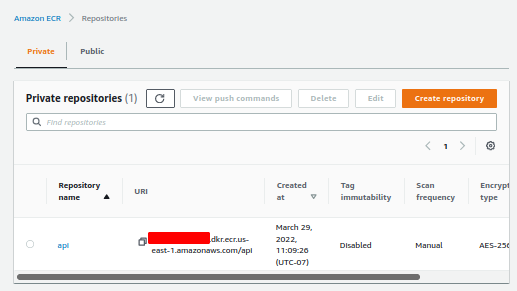 Amazon ECR > Repositories
Private Public
Private repositories (1) View push commands Delete Edit Create repository
Find repositories
1
Repository name URI Created at Tag immutability Scan frequency Encrypt type
api .dkr.ecr.us-east-1.amazonaws.com/api March 29, 2022, 11:09:26 (UTC-07) Disabled Manual AES-256